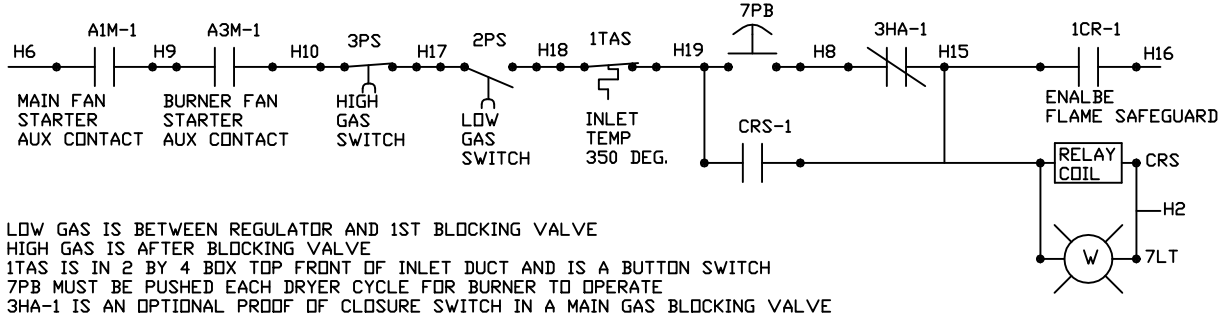 7PB
A1M-1 A3M-1 3PS 2PS 1TAS 3HA-1 1CR-1
H6 H9 H10 H17 H18 H19 H8 H15 H16
MAIN FAN
STARTER
AUX CONTACT
BURNER FAN
STARTER
AUX CONTACT
HIGH
GAS
SWITCH
LOW
GAS
SWITCH
INLET
TEMP
350 DEG.
ENALBE
FLAME SAFEGUARD
CRS-1
RELAY
COIL
CRS
H2
W
7LT
LOW GAS IS BETWEEN REGULATOR AND 1ST BLOCKING VALVE
HIGH GAS IS AFTER BLOCKING VALVE
1TAS IS IN 2 BY 4 BOX TOP FRONT OF INLET DUCT AND IS A BUTTON SWITCH
7PB MUST BE PUSHED EACH DRYER CYCLE FOR BURNER TO OPERATE
3HA-1 IS AN OPTIONAL PROOF OF CLOSURE SWITCH IN A MAIN GAS BLOCKING VALVE